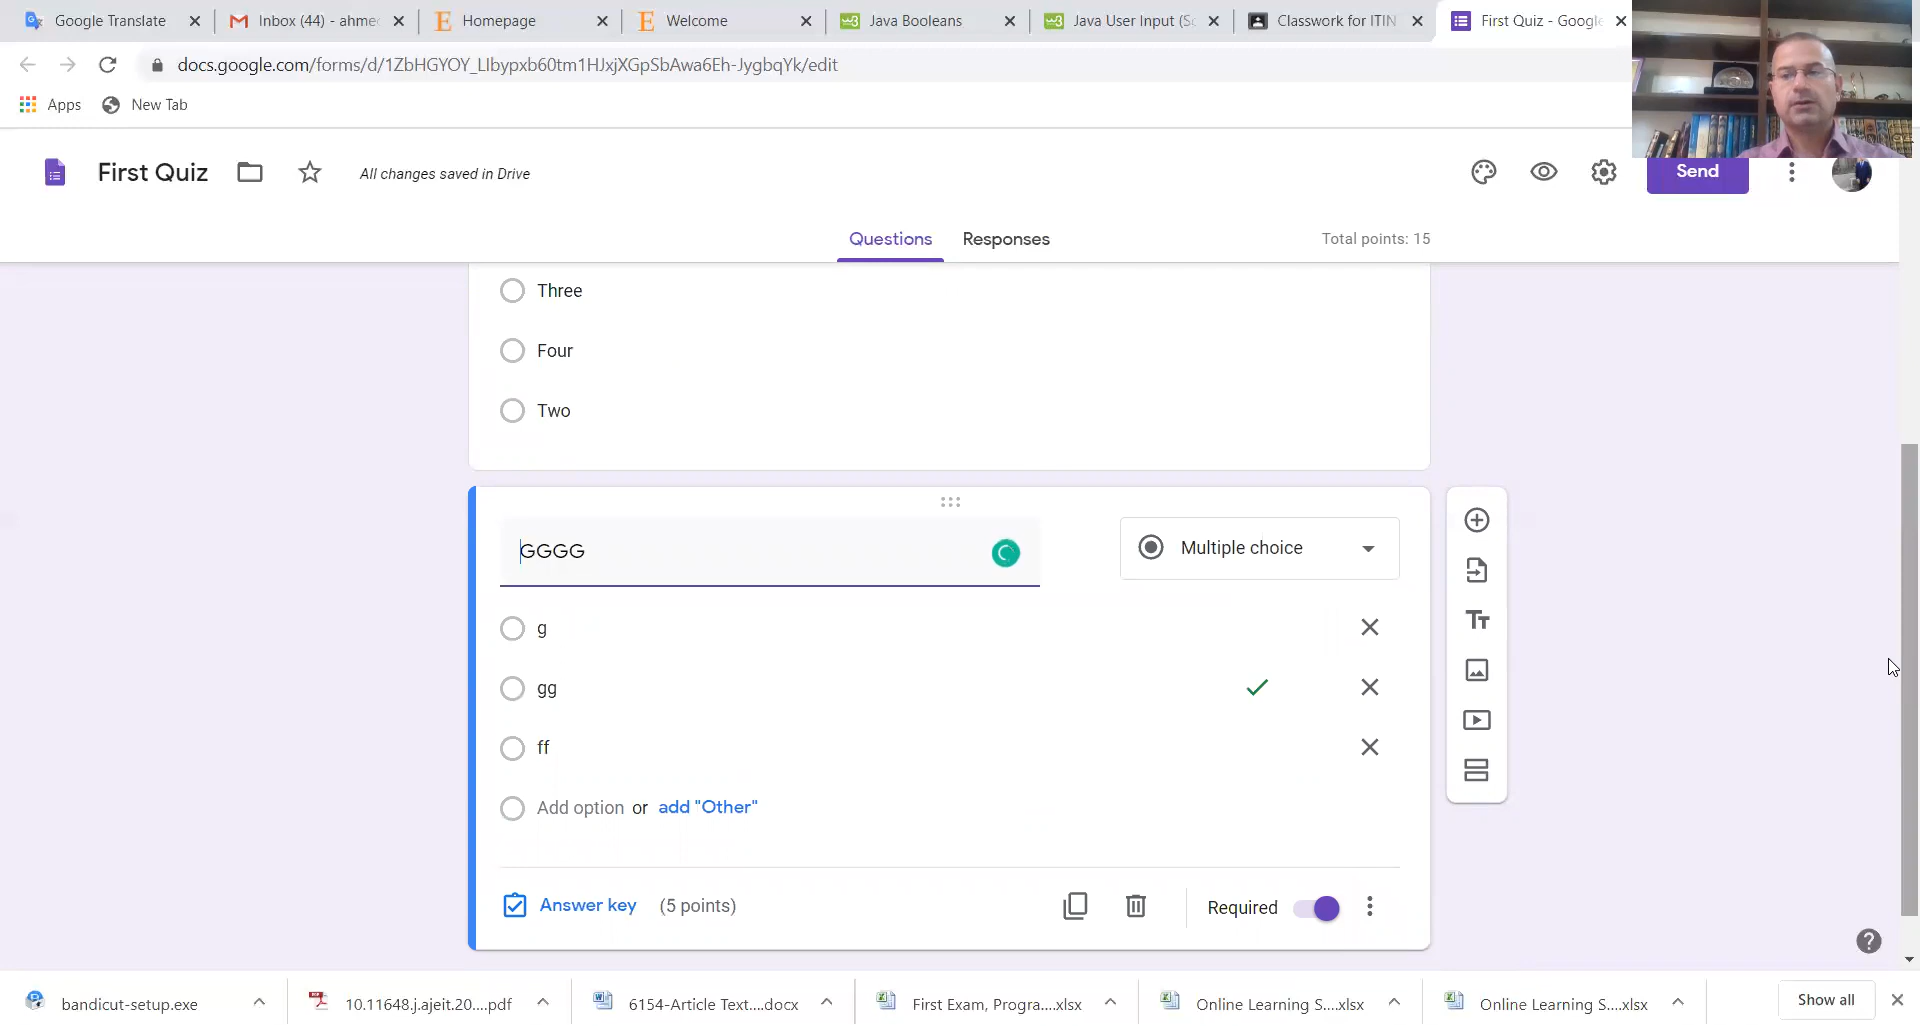 Google Translate
Inbox (44) - ahme
Homepage
Welcome
Java Booleans
Java User Input (Sc
Classwork for ITIN
First Quiz - Google
docs.google.com/forms/d/1ZbHGYOY_LIbypxb60tm1HJxjXGpSbAwa6Eh-JygbqYk/edit
Apps
New Tab
First Quiz
All changes saved in Drive
Send
Questions
Responses
Total points: 15
Three
Four
Two
GGGG
Multiple choice
g
gg
ff
Add option or add "Other"
Answer key (5 points)
Required
bandicut-setup.exe
10.11648.j.ajeit.20....pdf
6154-Article Text....docx
First Exam, Progra....xlsx
Online Learning S....xlsx
Online Learning S....xlsx
Show all